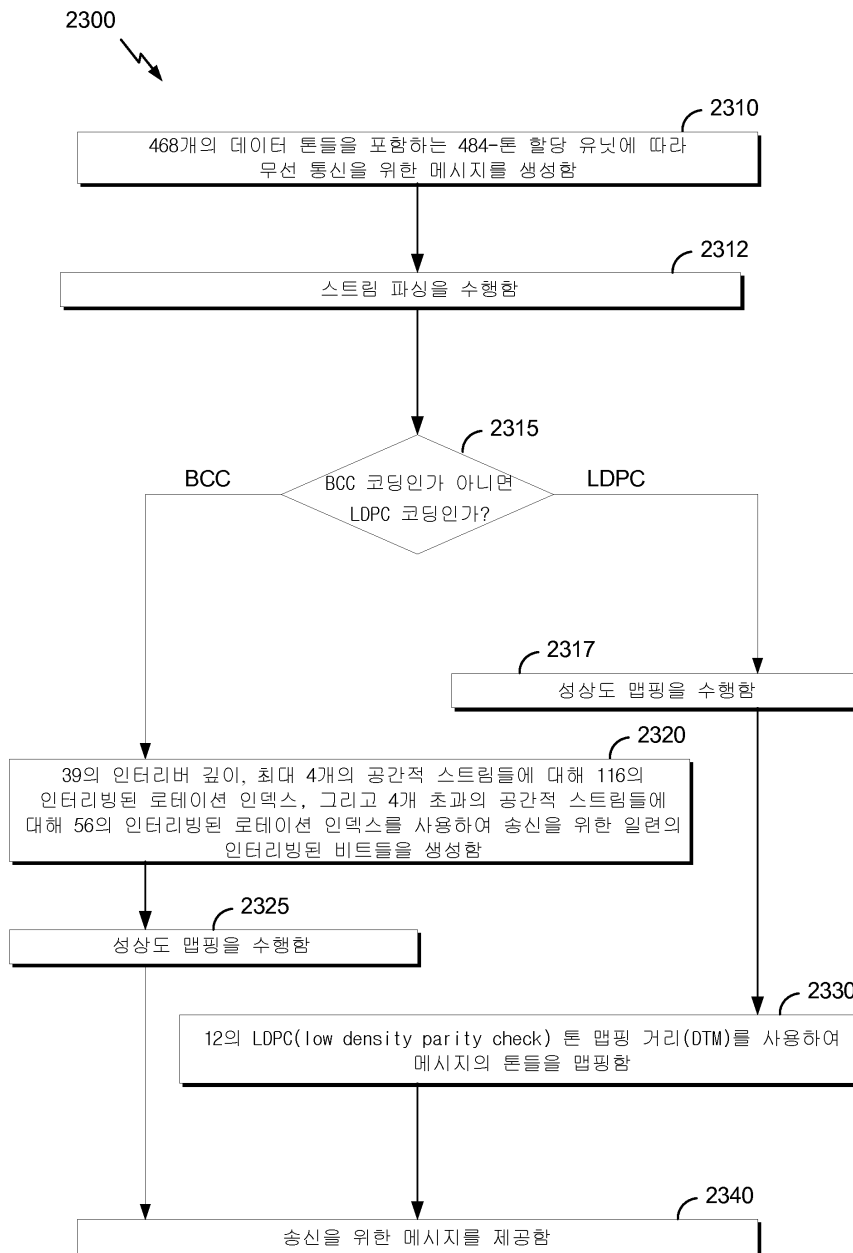 2300
2310
468개의 데이터 톤들을 포함하는 484-톤 할당 유닛에 따라
무선 통신을 위한 메시지를 생성함
2312
스트림 파싱을 수행함
2315
BCC
BCC 코딩인가 아니면
LDPC 코딩인가?
LDPC
2317
성상도 맵핑을 수행함
2320
39의 인터리버 깊이, 최대 4개의 공간적 스트림들에 대해 116의
인터리빙된 로테이션 인덱스, 그리고 4개 초과의 공간적 스트림들에
대해 56의 인터리빙된 로테이션 인덱스를 사용하여 송신을 위한 일련의
인터리빙된 비트들을 생성함
2325
성상도 맵핑을 수행함
2330
12의 LDPC(low density parity check) 톤 맵핑 거리(DTM)를 사용하여
메시지의 톤들을 맵핑함
2340
송신을 위한 메시지를 제공함